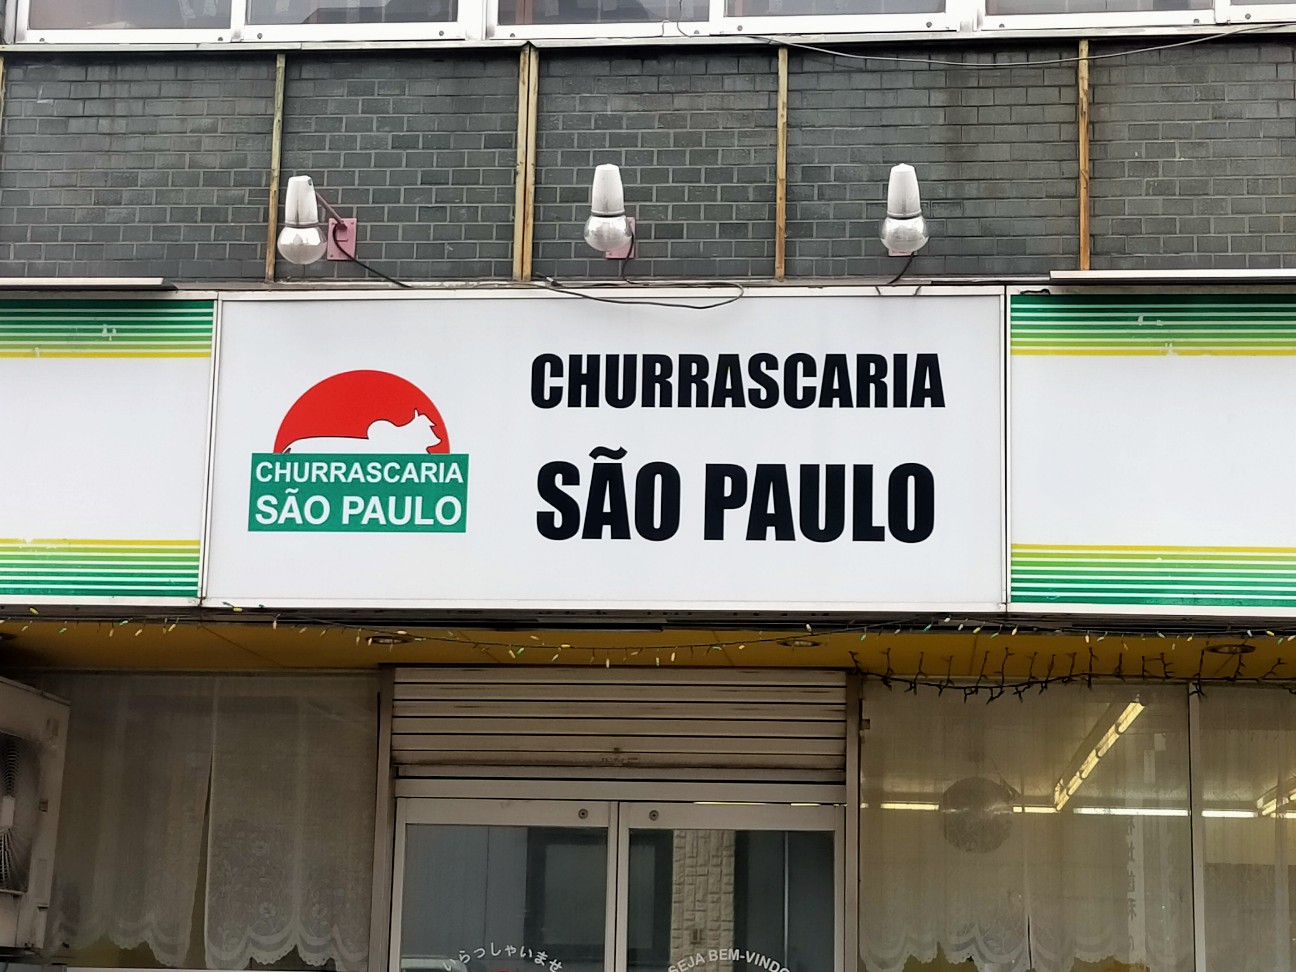 CHURRASCARIA
SÃO PAULO
CHURRASCARIA
SÃO PAULO
いらっしゃいませ
SEJA BEM-VINDO